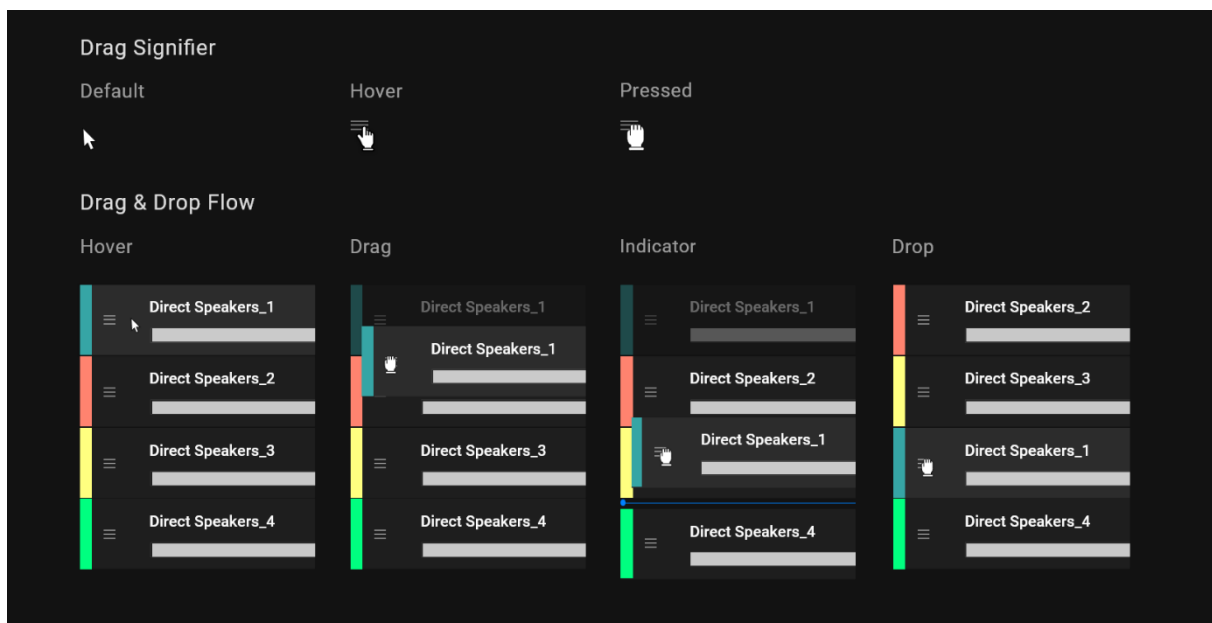 Drag Signifier
Default
Hover
Pressed
Drag & Drop Flow
Hover
Drag
Indicator
Drop
Direct Speakers_1
Direct Speakers_2
Direct Speakers_3
Direct Speakers_4
Direct Speakers_1
Direct Speakers_1
Direct Speakers_3
Direct Speakers_4
Direct Speakers_1
Direct Speakers_2
Direct Speakers_1
Direct Speakers_4
Direct Speakers_2
Direct Speakers_3
Direct Speakers_1
Direct Speakers_4